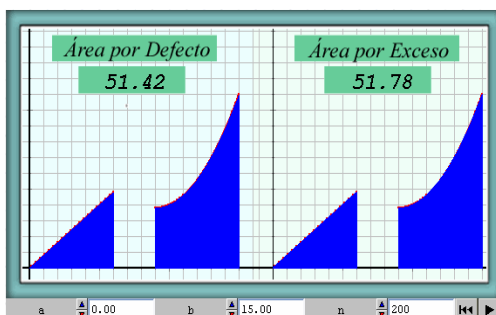 Área por Defecto
51.42
Área por Exceso
51.78
a 0.00 b 15.00 n 200